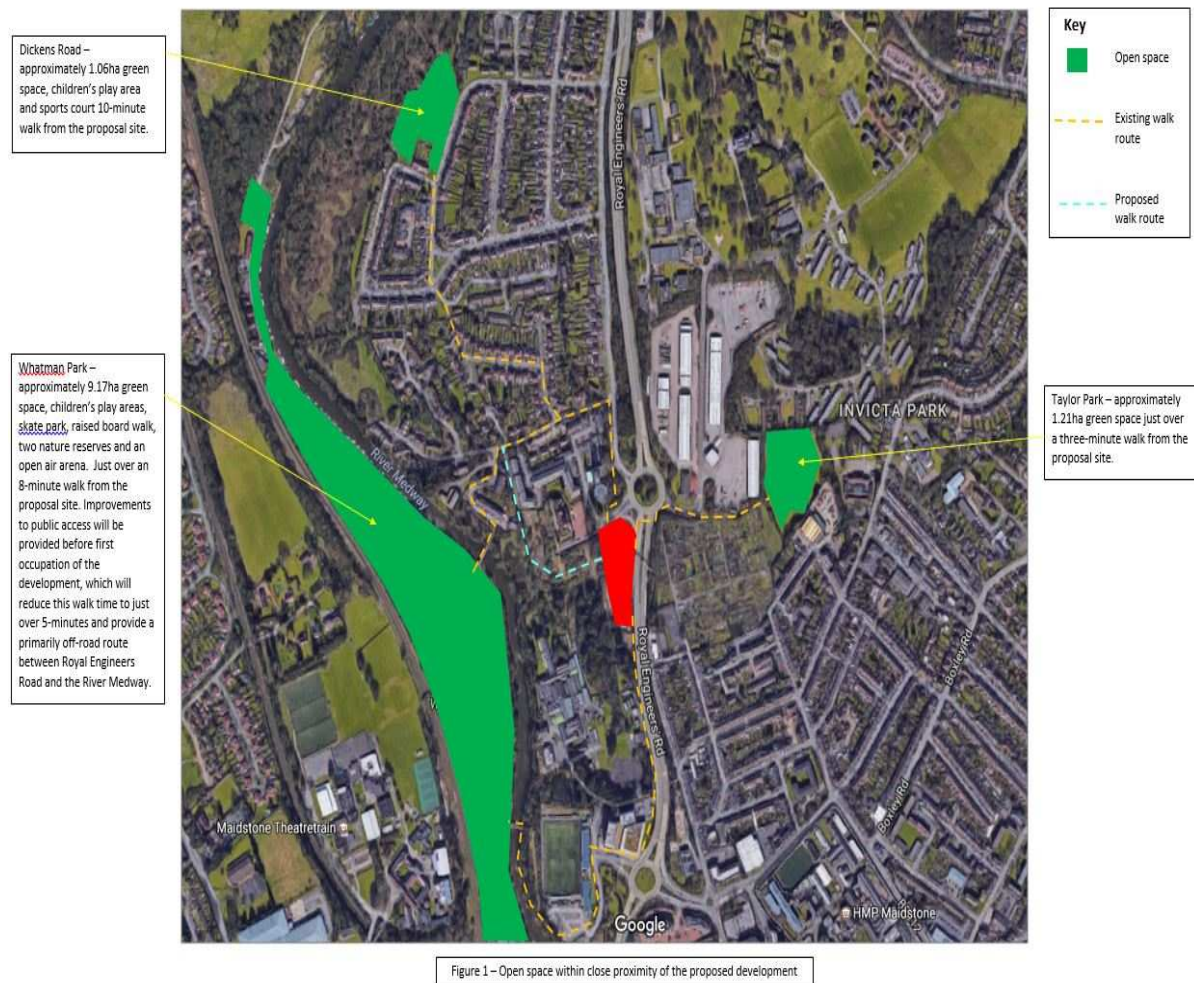 Dickens Road –
approximately 1.06ha green
space, children's play area
and sports court 10-minute
walk from the proposal site.
Whatman Park –
approximately 9.17ha green
space, children's play areas,
skate park, raised board walk,
two nature reserves and an
open air arena. Just over an
8-minute walk from the
proposal site. Improvements
to public access will be
provided before first
occupation of the
development, which will
reduce this walk time to just
over 5-minutes and provide a
primarily off-road route
between Royal Engineers
Road and the River Medway.
Royal Engineers' Rd
Royal Engineers' Rd
River Medway
INVICTA PARK
Royal Engineers' Rd
Boxley Rd
Boxley Rd
Maidstone Theatretrain
HMP Maidstone
Google
Key
Open space
Existing walk
route
Proposed
walk route
Taylor Park – approximately
1.21ha green space just over
a three-minute walk from the
proposal site.
Figure 1 – Open space within close proximity of the proposed development